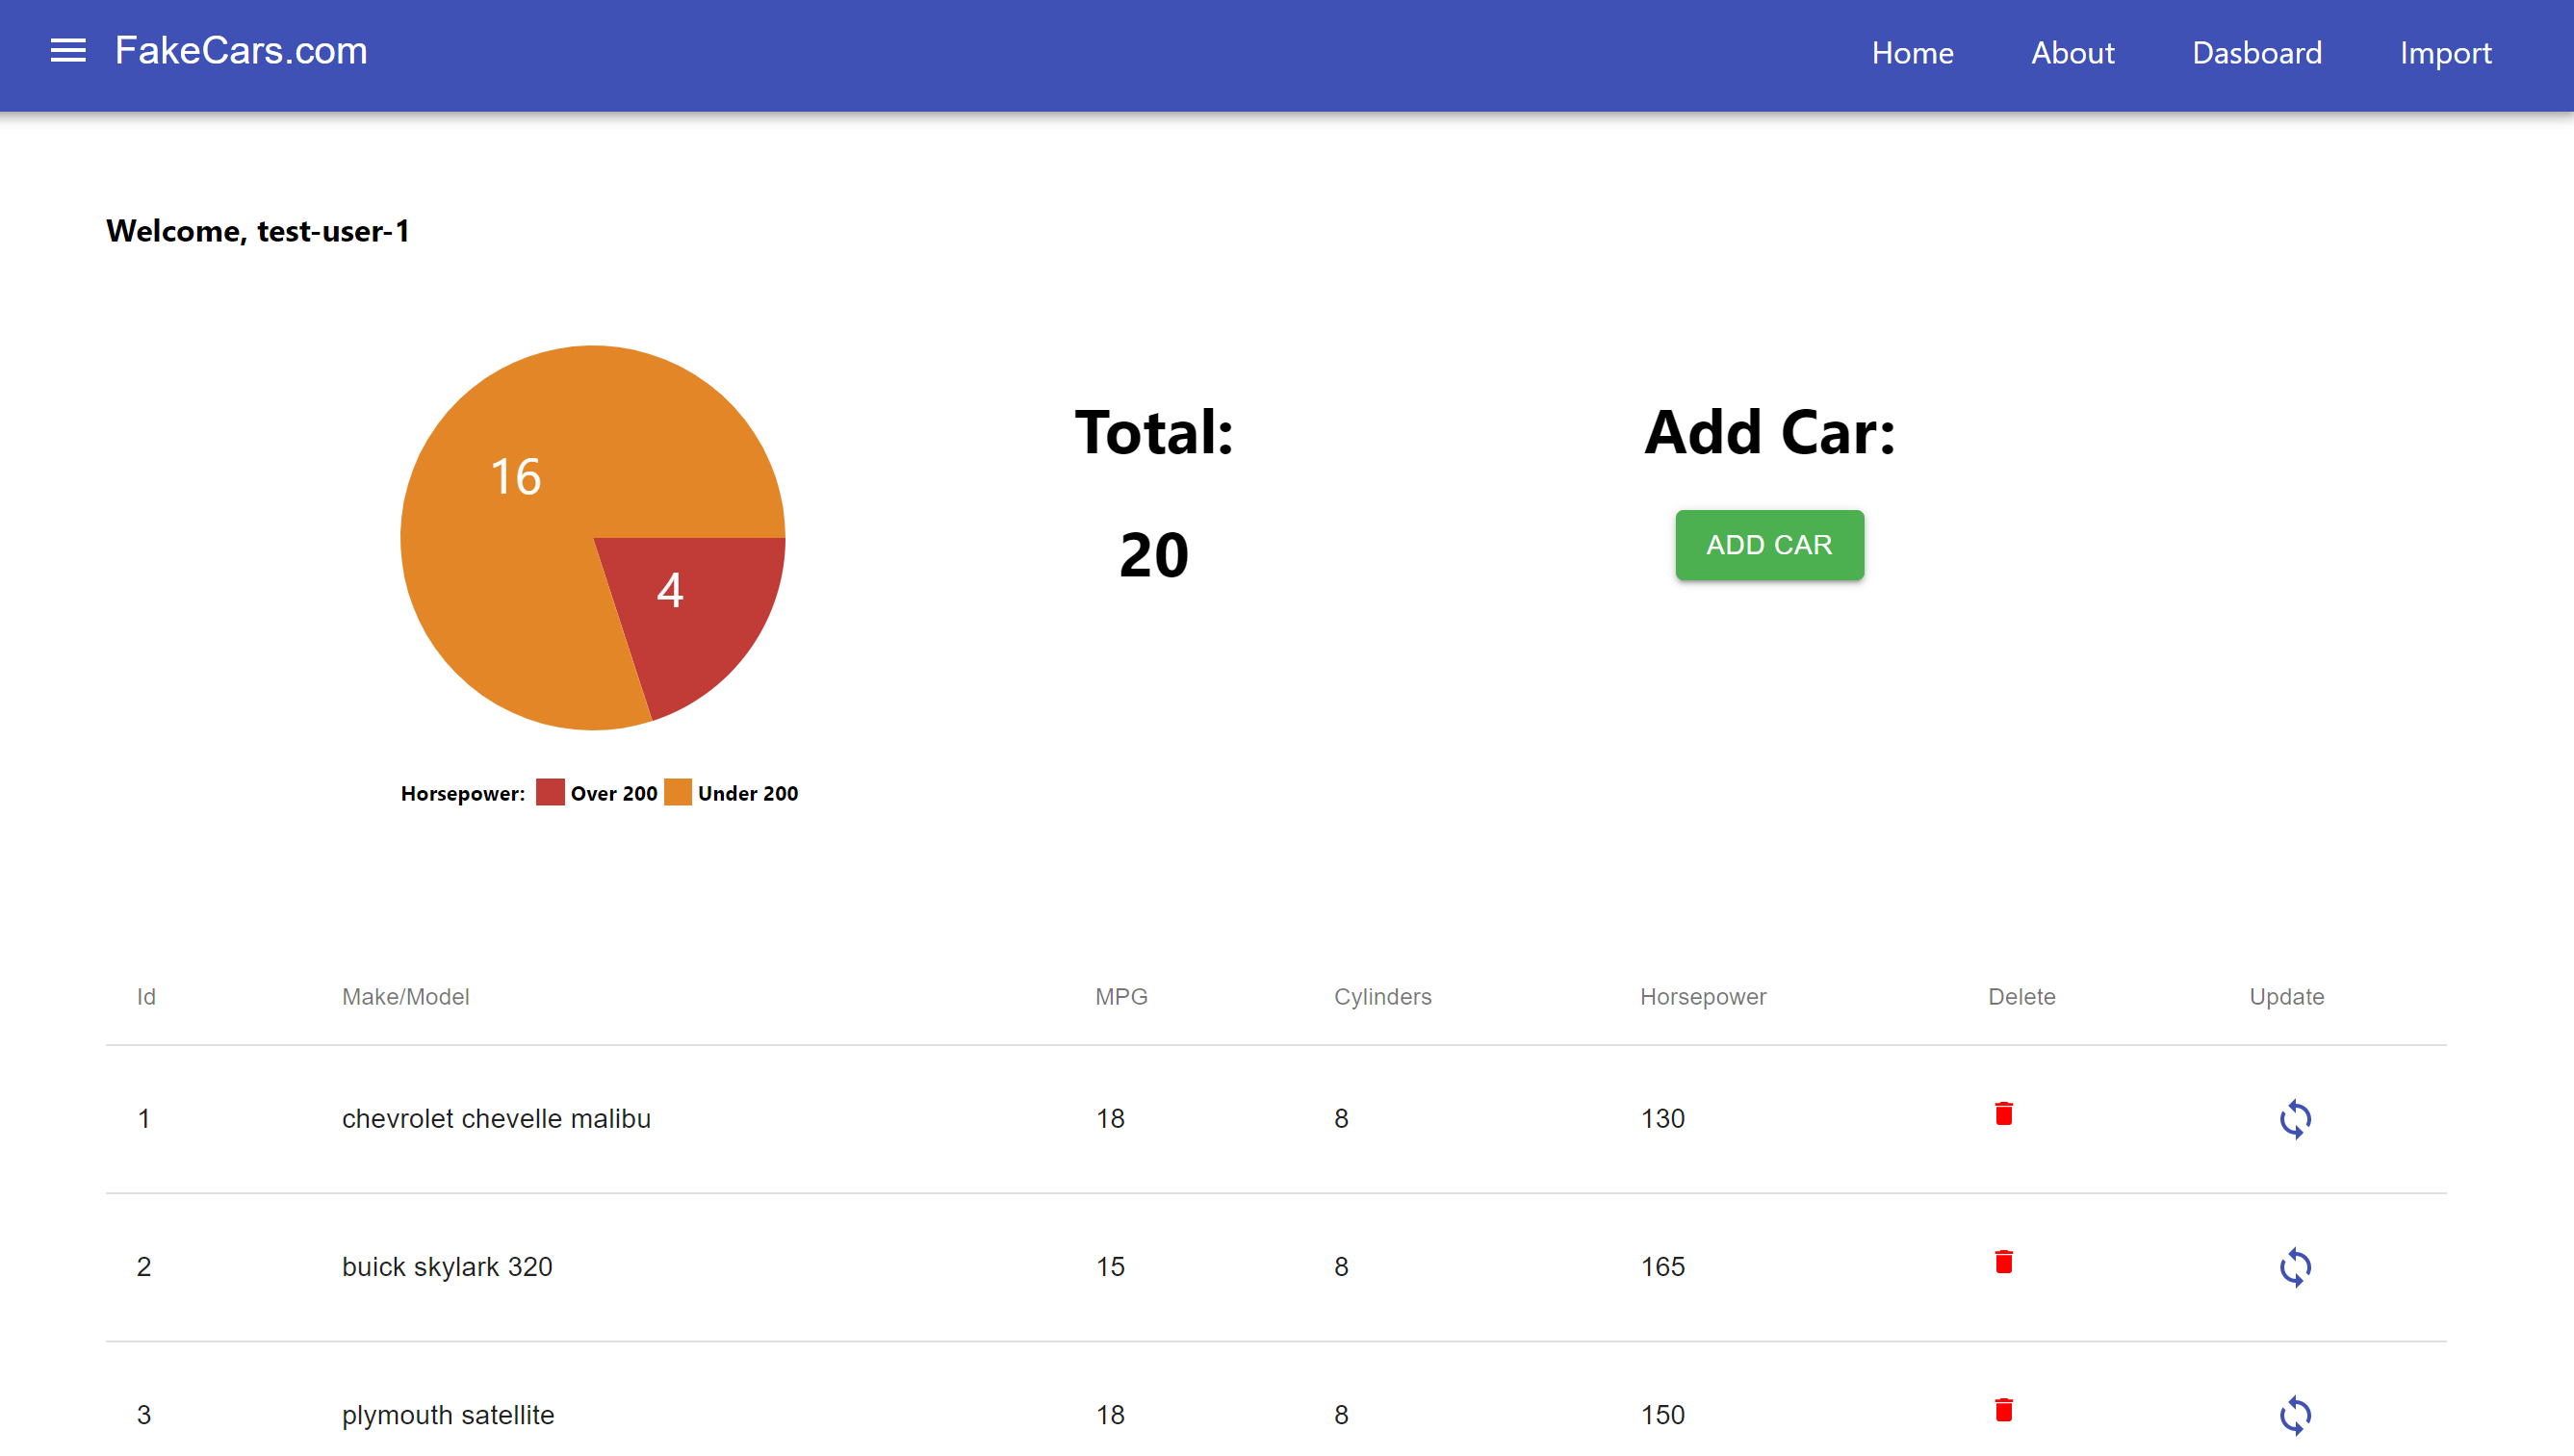 FakeCars.com Home About Dasboard Import
Welcome, test-user-1
16
4
Horsepower: Over 200 Under 200
Total:
20
Add Car:
ADD CAR
Id Make/Model MPG Cylinders Horsepower Delete Update
1 chevrolet chevelle malibu 18 8 130
2 buick skylark 320 15 8 165
3 plymouth satellite 18 8 150